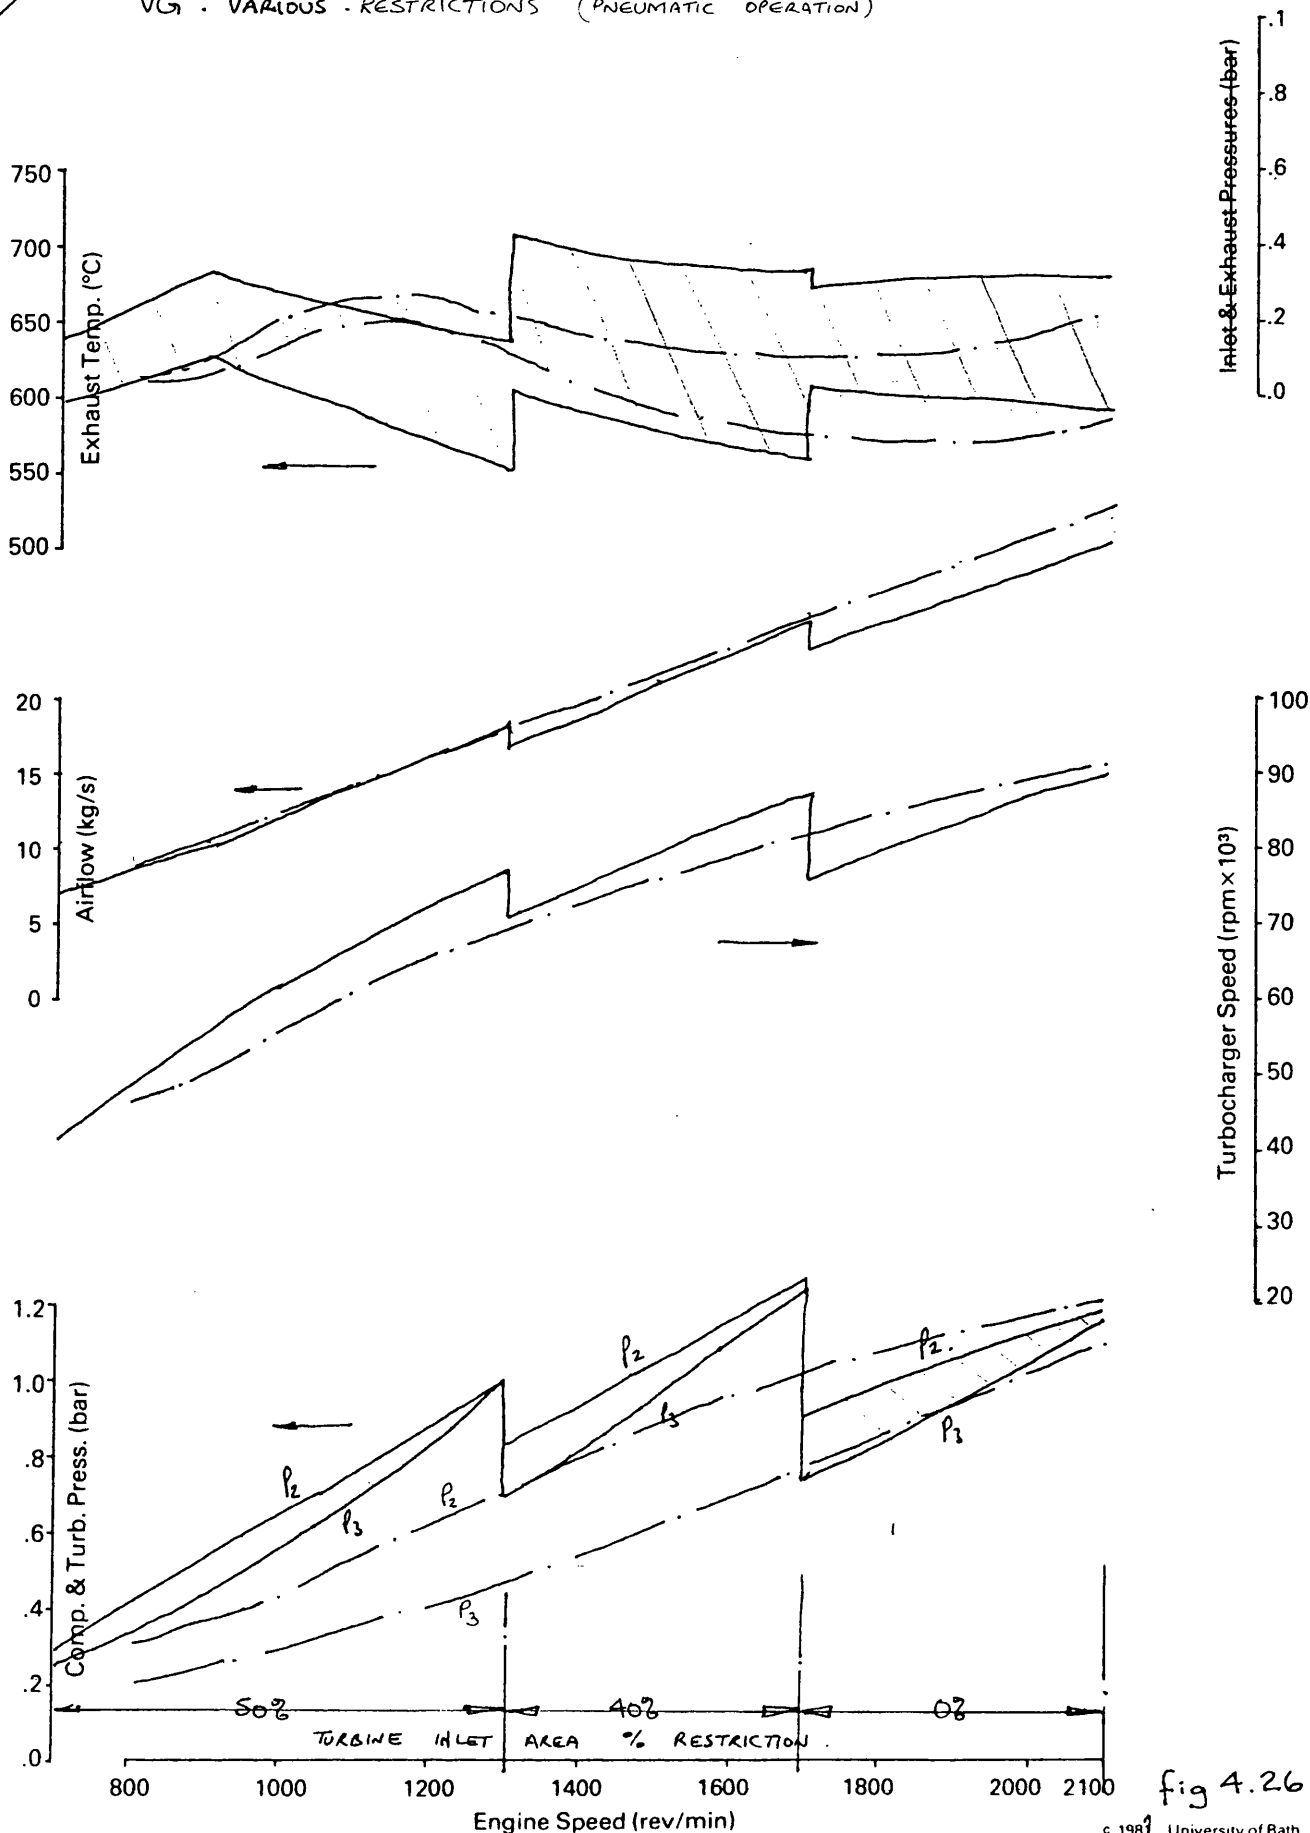 VG . VARIOUS . RESTRICTIONS (PNEUMATIC OPERATION)
.1
.8
.6
.4
.2
.0
Inlet & Exhaust Pressures (bar)
750
700
650
600
550
500
Exhaust Temp. (°C)
20
15
10
5
0
Airflow (kg/s)
100
90
80
70
60
50
40
30
20
Turbocharger Speed (rpm×10³)
1.2
1.0
.8
.6
.4
.2
.0
Comp. & Turb. Press. (bar)
P2
P3
P2
P3
P2
P3
P2.
P3
50%
40%
0%
TURBINE INLET AREA % RESTRICTION.
800 1000 1200 1400 1600 1800 2000 2100
Engine Speed (rev/min)
fig 4.26
c 1981 University of Bath